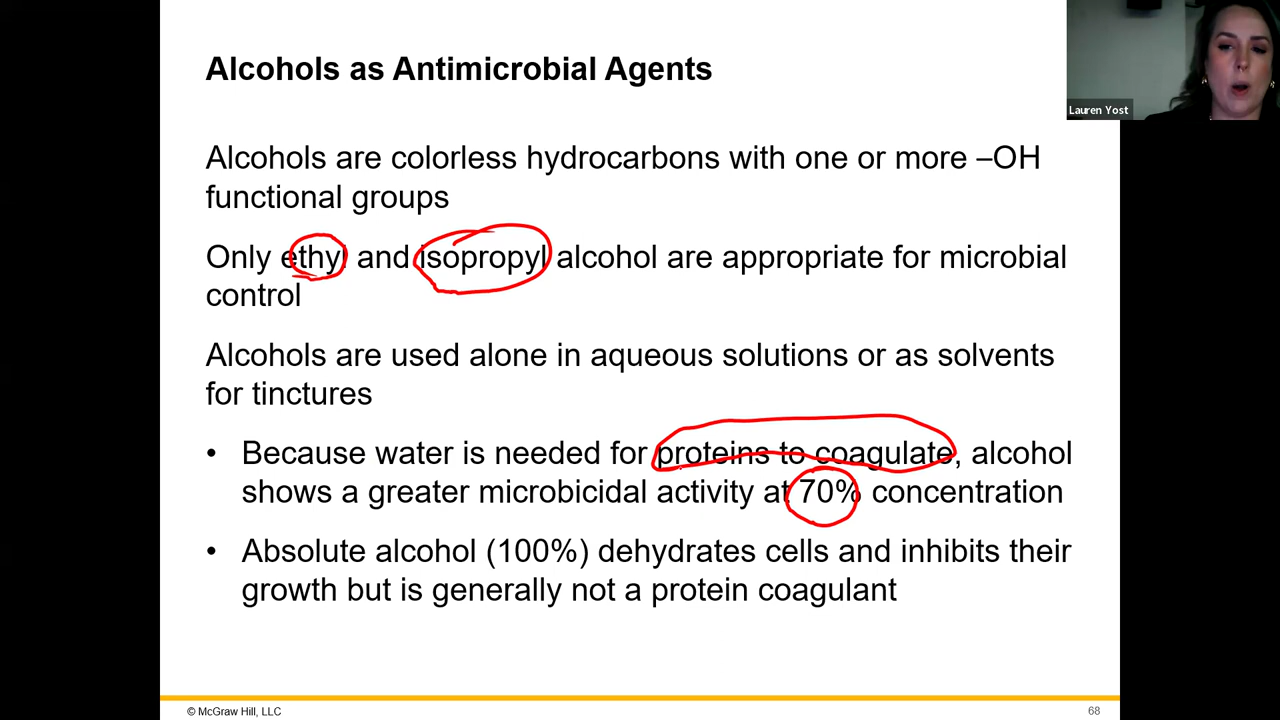 Alcohols as Antimicrobial Agents
Lauren Yost
Alcohols are colorless hydrocarbons with one or more –OH
functional groups
Only ethyl and isopropyl alcohol are appropriate for microbial
control
Alcohols are used alone in aqueous solutions or as solvents
for tinctures
• Because water is needed for proteins to coagulate, alcohol
shows a greater microbicidal activity at 70% concentration
• Absolute alcohol (100%) dehydrates cells and inhibits their
growth but is generally not a protein coagulant
© McGraw Hill, LLC
68